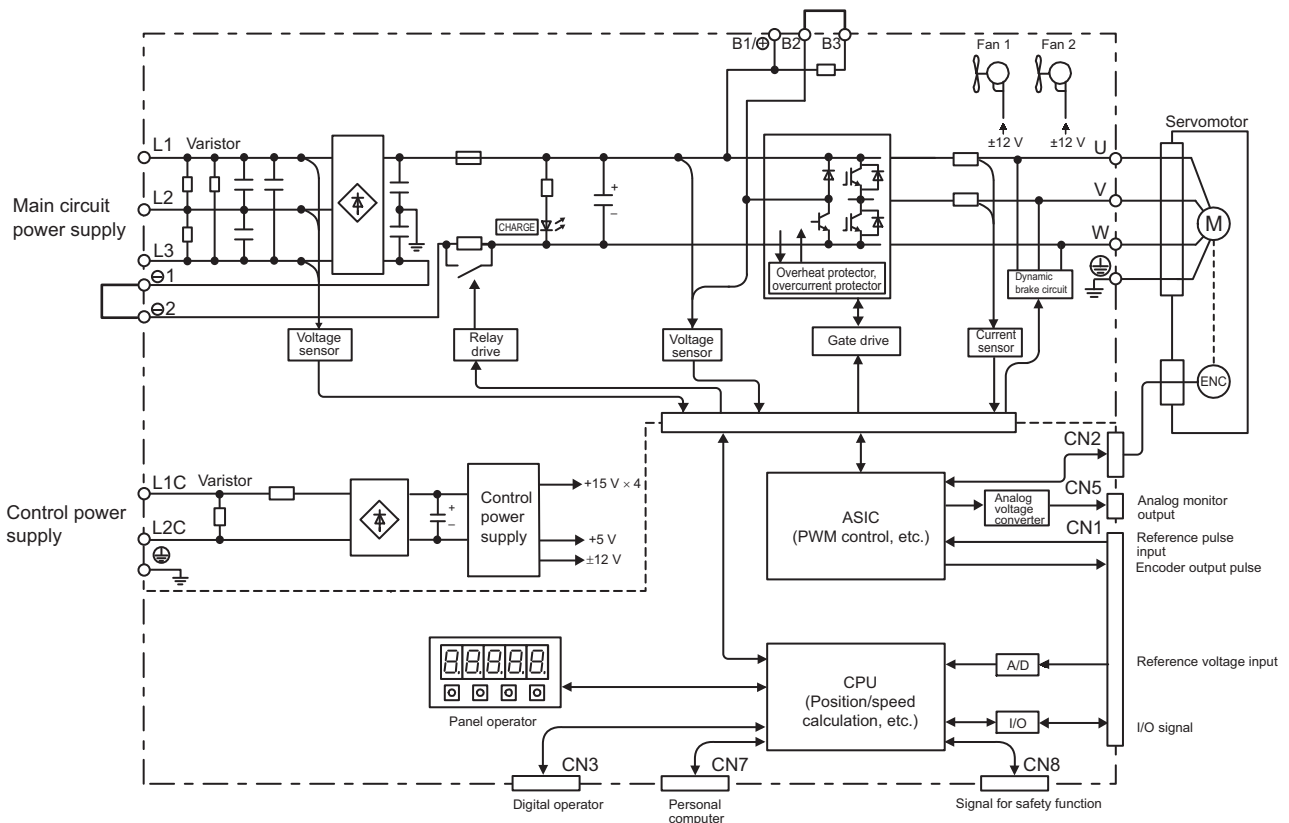 B1/⊕ B2 B3
Fan 1 Fan 2
±12 V ±12 V
Servomotor
L1 Varistor
U
L2
V
Main circuit
power supply
W
M
CHARGE
L3
⊖1
⊖2
Overheat protector,
overcurrent protector
Dynamic
brake circuit
Voltage
sensor
Relay
drive
Voltage
sensor
Gate drive
Current
sensor
ENC
CN2
L1C Varistor
+
–
+
–
Control
power
supply
+15 V × 4
+5 V
±12 V
Control power
supply
L2C
ASIC
(PWM control, etc.)
Analog
voltage
converter
CN5
Analog monitor
output
CN1
Reference pulse
input
Encoder output pulse
88888
Panel operator
CPU
(Position/speed
calculation, etc.)
A/D
Reference voltage input
I/O
I/O signal
CN3
Digital operator
CN7
Personal
computer
CN8
Signal for safety function